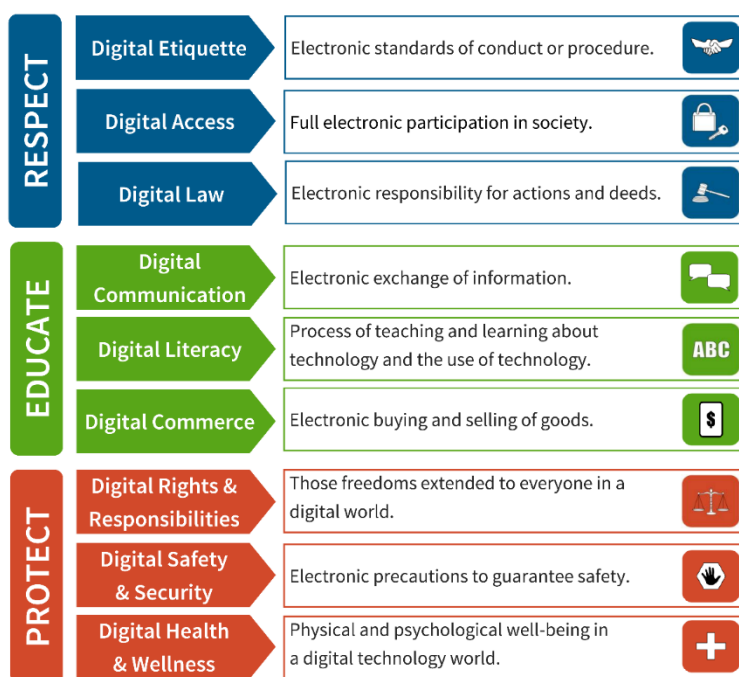 RESPECT
Digital Etiquette
Electronic standards of conduct or procedure.
Digital Access
Full electronic participation in society.
Digital Law
Electronic responsibility for actions and deeds.
EDUCATE
Digital
Communication
Electronic exchange of information.
Digital Literacy
Process of teaching and learning about
technology and the use of technology.
ABC
Digital Commerce
Electronic buying and selling of goods.
$
PROTECT
Digital Rights &
Responsibilities
Those freedoms extended to everyone in a
digital world.
Digital Safety
& Security
Electronic precautions to guarantee safety.
Digital Health
& Wellness
Physical and psychological well-being in
a digital technology world.